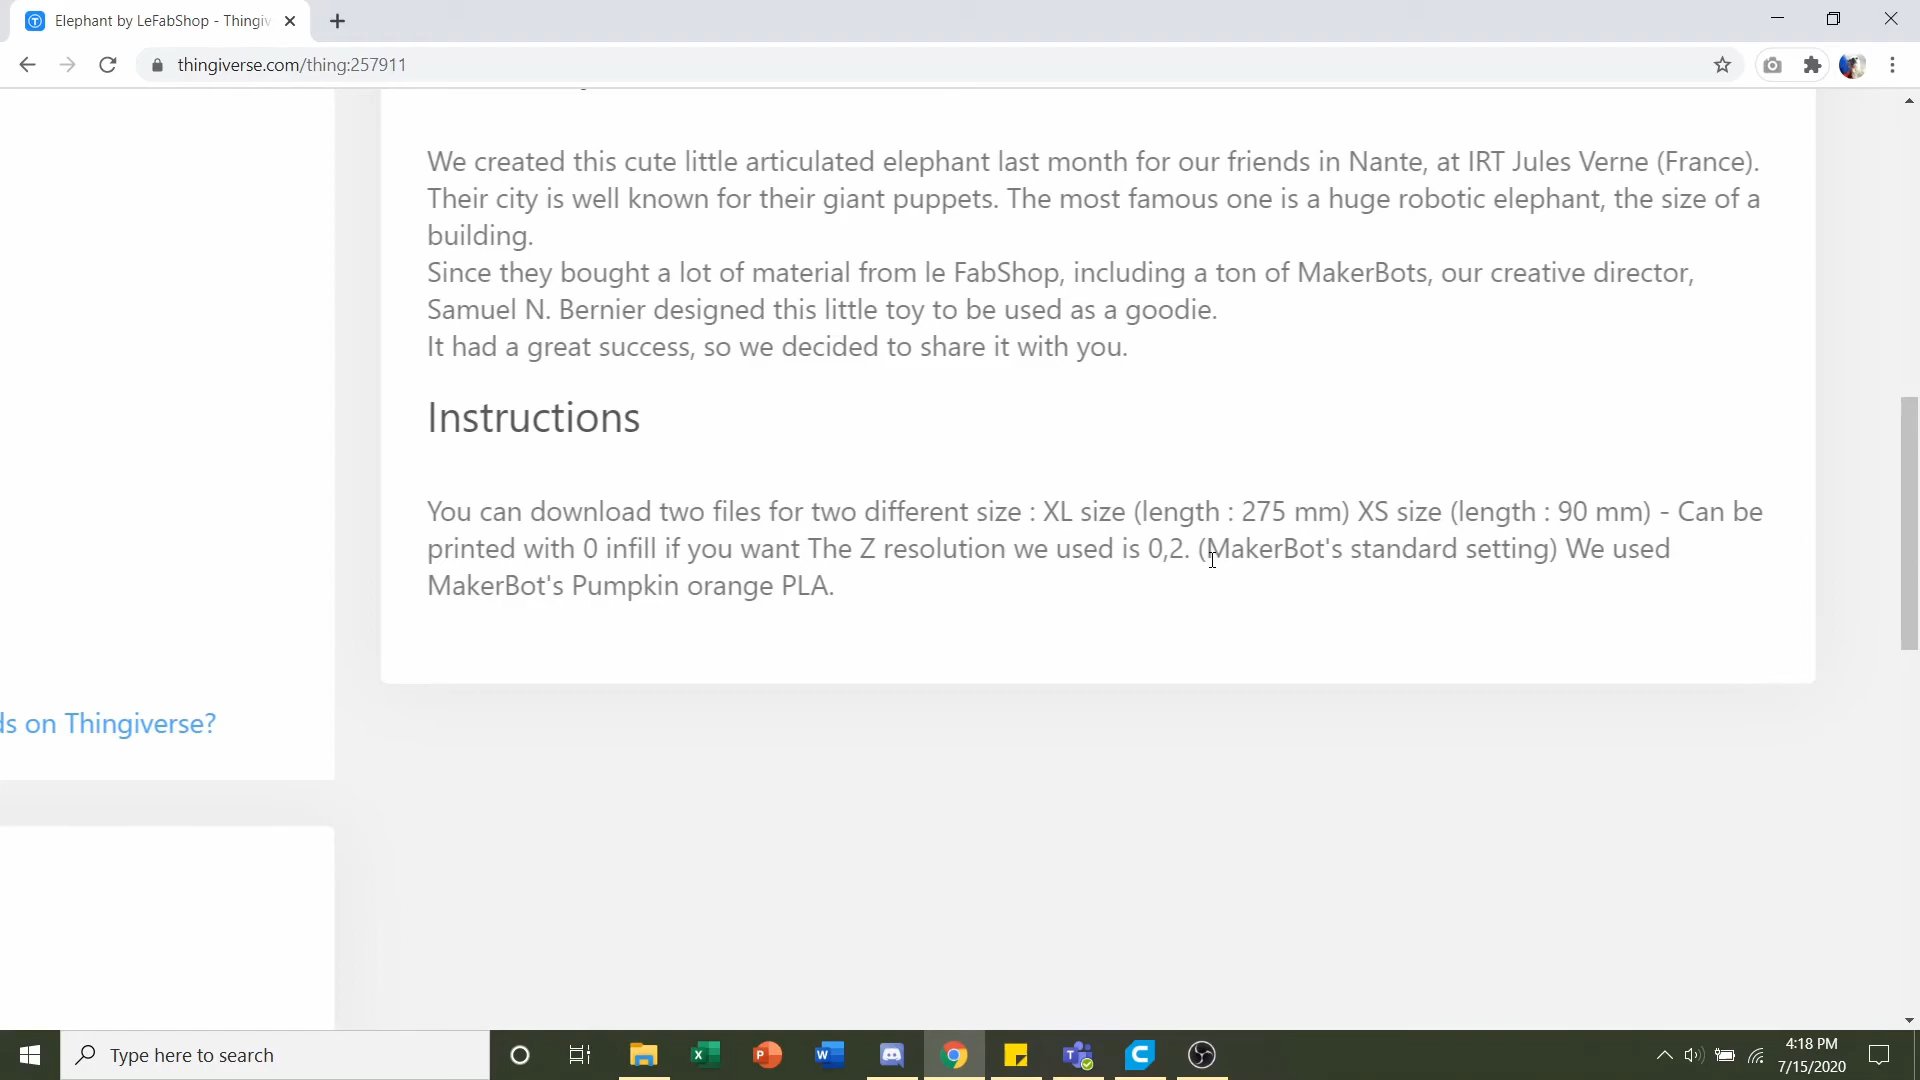 Elephant by LeFabShop - Thingiv
thingiverse.com/thing:257911
We created this cute little articulated elephant last month for our friends in Nante, at IRT Jules Verne (France).
Their city is well known for their giant puppets. The most famous one is a huge robotic elephant, the size of a
building.
Since they bought a lot of material from le FabShop, including a ton of MakerBots, our creative director,
Samuel N. Bernier designed this little toy to be used as a goodie.
It had a great success, so we decided to share it with you.
Instructions
You can download two files for two different size : XL size (length : 275 mm) XS size (length : 90 mm) - Can be
printed with 0 infill if you want The Z resolution we used is 0,2. (MakerBot's standard setting) We used
MakerBot's Pumpkin orange PLA.
ds on Thingiverse?
Type here to search
4:18 PM
7/15/2020